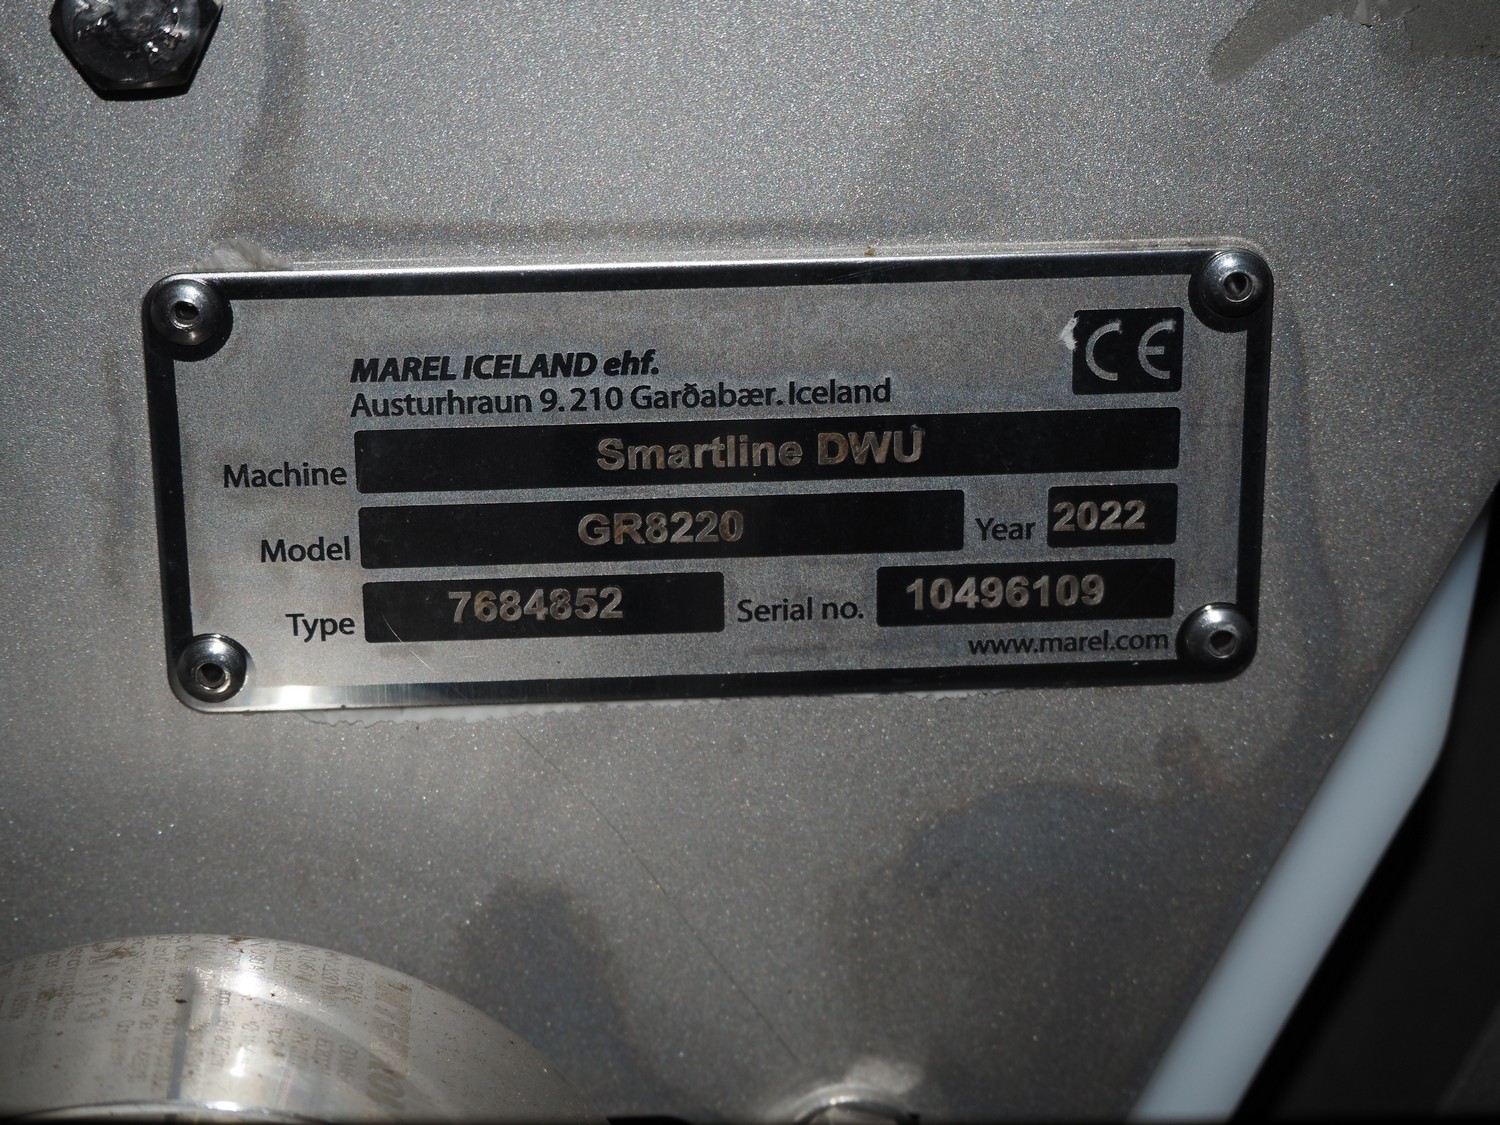 MAREL ICELAND ehf.
Austurhraun 9. 210 Garðabær. Iceland
CE
Machine Smartline DWU
Model GR8220 Year 2022
Type 7684852 Serial no. 10496109
www.marel.com